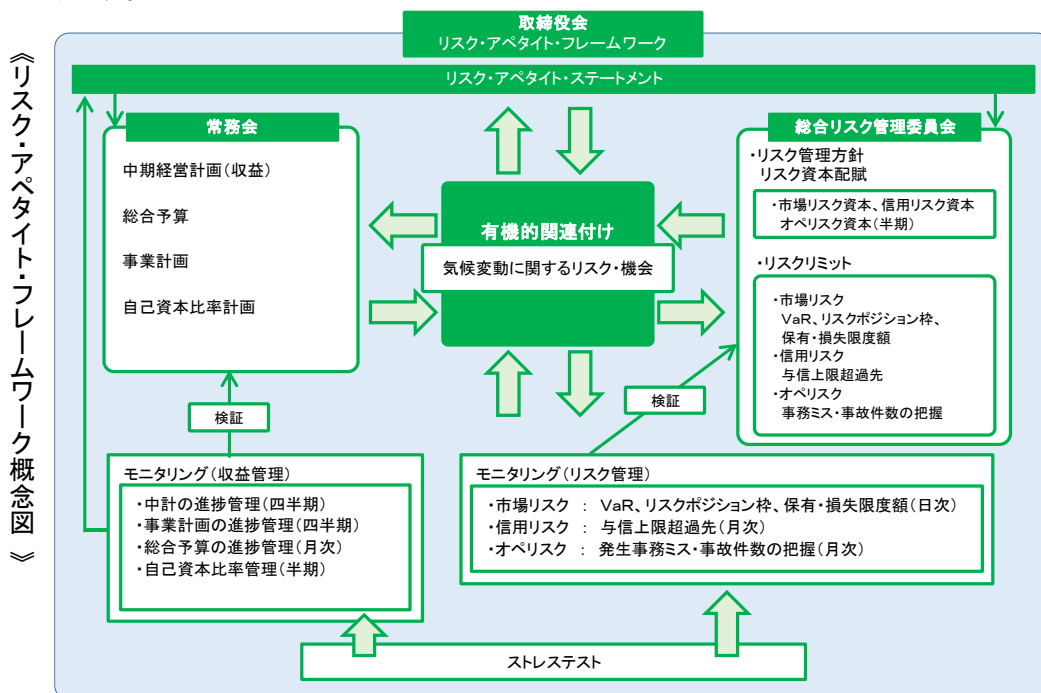 《リスク・アペタイト・フレームワーク概念図》
取締役会
リスク・アペタイト・フレームワーク
リスク・アペタイト・ステートメント
常務会
中期経営計画(収益)
総合予算
事業計画
自己資本比率計画
有機的関連付け
気候変動に関するリスク・機会
総合リスク管理委員会
・リスク管理方針
リスク資本配賦
・市場リスク資本、信用リスク資本
オペリスク資本(半期)
・リスクリミット
・市場リスク
VaR、リスクポジション枠、
保有・損失限度額
・信用リスク
与信上限超過先
・オペリスク
事務ミス・事故件数の把握
検証
検証
モニタリング(収益管理)
・中計の進捗管理(四半期)
・事業計画の進捗管理(四半期)
・総合予算の進捗管理(月次)
・自己資本比率管理(半期)
モニタリング(リスク管理)
・市場リスク : VaR、リスクポジション枠、保有・損失限度額(日次)
・信用リスク : 与信上限超過先(月次)
・オペリスク : 発生事務ミス・事故件数の把握(月次)
ストレステスト